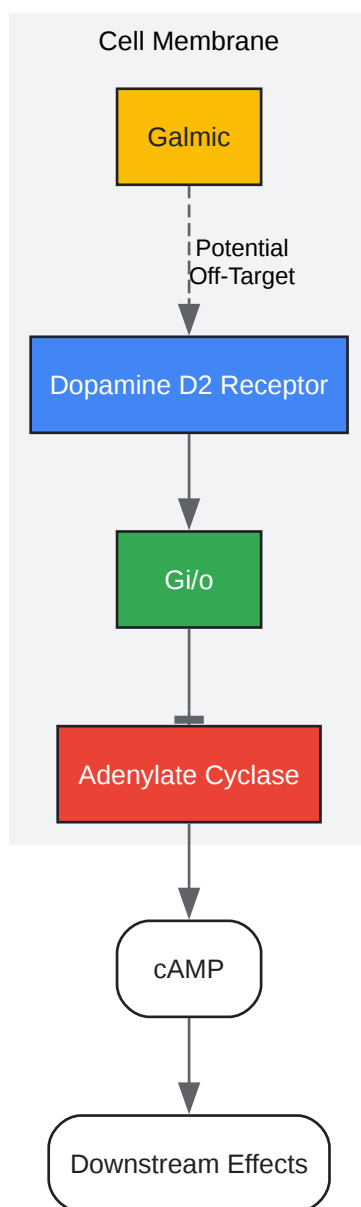 Cell Membrane
Galmic
Potential
Off-Target
Dopamine D2 Receptor
Gi/o
Adenylate Cyclase
cAMP
Downstream Effects